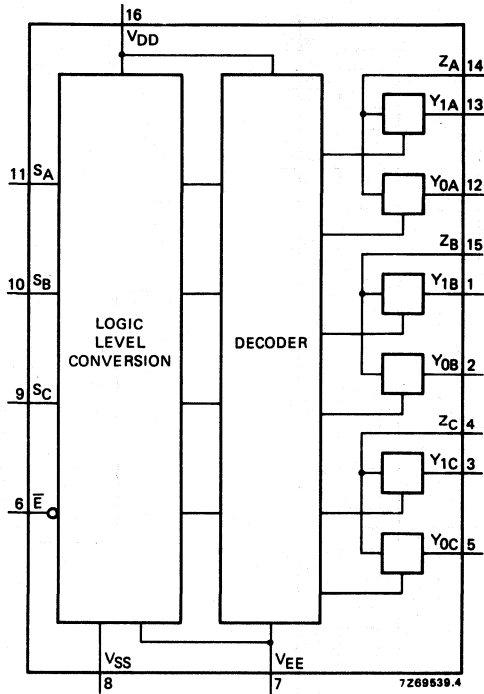 16
VDD
ZA 14
Y1A 13
11 SA
Y0A 12
ZB 15
10 SB
Y1B 1
LOGIC
LEVEL
CONVERSION
DECODER
Y0B 2
9 SC
ZC 4
Y1C 3
6 E̅
Y0C 5
VSS
VEE
8
7
7Z69539.4